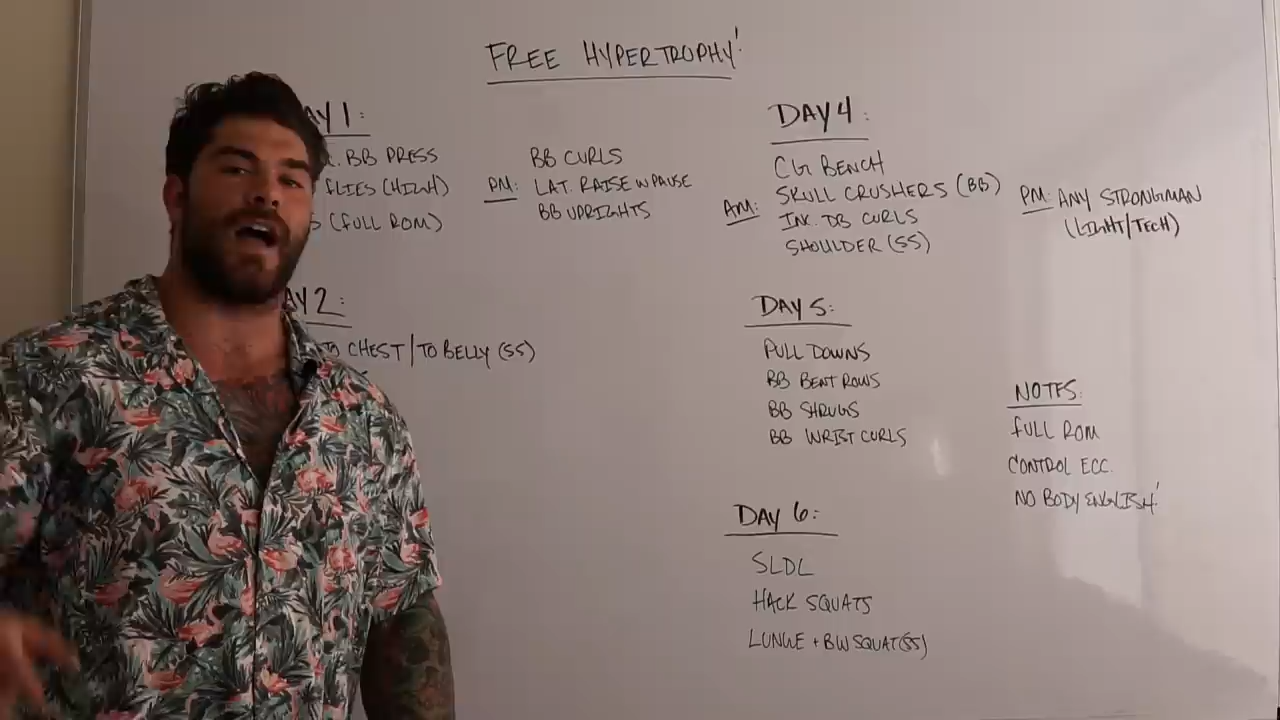 FREE HYPERTROPHY!
AY 1:
. BB PRESS
FLIES (HIGH)
S (FULL ROM)
PM:
BB CURLS
LAT. RAISE W PAUSE
BB UPRIGHTS
AY 2:
TO CHEST/TO BELLY (SS)
DAY 4:
AM:
CG BENCH
SKULL CRUSHERS (BB)
INC. DB CURLS
SHOULDER (SS)
PM: ANY STRONGMAN
(LIGHT/TECH)
DAY 5:
PULL DOWNS
BB BENT ROWS
BB SHRUGS
BB WRIST CURLS
DAY 6:
SLDL
HACK SQUATS
LUNGE + BW SQUAT (SS)
NOTES:
FULL ROM
CONTROL ECC.
NO BODY ENGLISH!